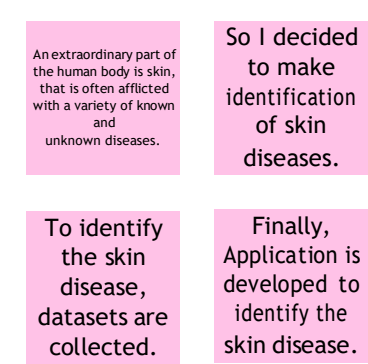 An extraordinary part of
the human body is skin,
that is often afflicted
with a variety of known
and
unknown diseases.
So I decided
to make
identification
of skin
diseases.
To identify
the skin
disease,
datasets are
collected.
Finally,
Application is
developed to
identify the
skin disease.